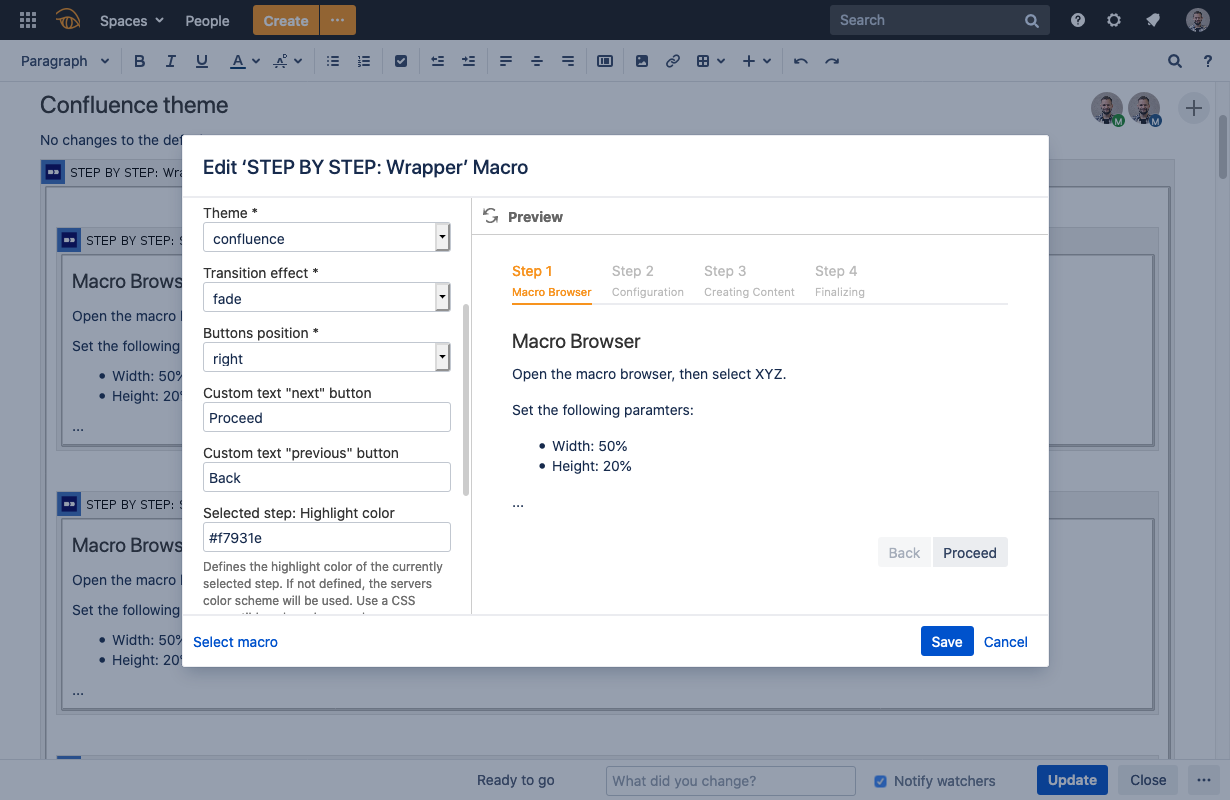 Spaces People Create ··· Search
Paragraph B I U A ?
Confluence theme
M M
No changes to the
STEP BY STEP:
STEP BY STEP:
Macro
Open the macro
Set the following
• Width: 50%
• Height:
...
STEP BY STEP:
Macro
Open the macro
Set the following
• Width: 50%
• Height:
...
Edit ‘STEP BY STEP: Wrapper’ Macro
Theme *
confluence
Transition effect *
fade
Buttons position *
right
Custom text "next" button
Proceed
Custom text "previous" button
Back
Selected step: Highlight color
#f7931e
Defines the highlight color of the currently
selected step. If not defined, the servers
color scheme will be used. Use a CSS
Preview
Step 1 Step 2 Step 3 Step 4
Macro Browser Configuration Creating Content Finalizing
Macro Browser
Open the macro browser, then select XYZ.
Set the following paramters:
• Width: 50%
• Height: 20%
...
Back Proceed
Select macro Save Cancel
Ready to go What did you change? Notify watchers Update Close ···